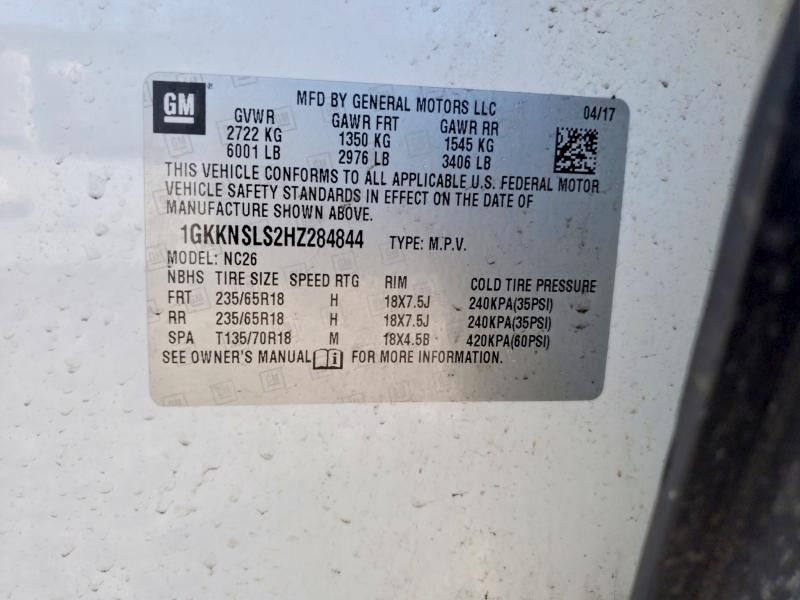 GM MFD BY GENERAL MOTORS LLC 04/17
GVWR GAWR FRT GAWR RR
2722 KG 1350 KG 1545 KG
6001 LB 2976 LB 3406 LB
THIS VEHICLE CONFORMS TO ALL APPLICABLE U.S. FEDERAL MOTOR
VEHICLE SAFETY STANDARDS IN EFFECT ON THE DATE OF
MANUFACTURE SHOWN ABOVE.
1GKKNSLS2HZ284844 TYPE: M.P.V.
MODEL: NC26
NBHS TIRE SIZE SPEED RTG RIM COLD TIRE PRESSURE
FRT 235/65R18 H 18X7.5J 240KPA(35PSI)
RR 235/65R18 H 18X7.5J 240KPA(35PSI)
SPA T135/70R18 M 18X4.5B 420KPA(60PSI)
SEE OWNER'S MANUAL i FOR MORE INFORMATION.